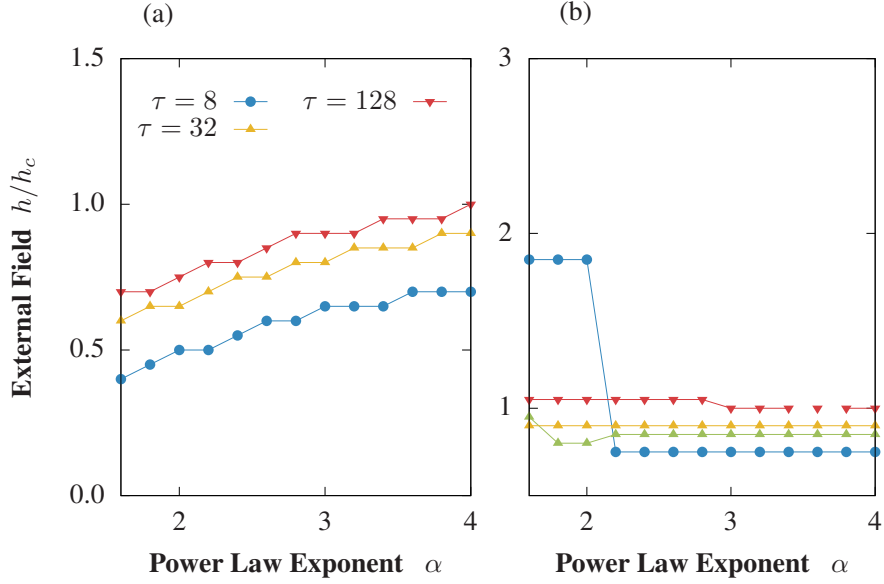 (a)
(b)
External Field h/h_c
1.5
1.0
0.5
0.0
τ = 8
τ = 128
τ = 32
2
3
4
Power Law Exponent α
3
2
1
2
3
4
Power Law Exponent α